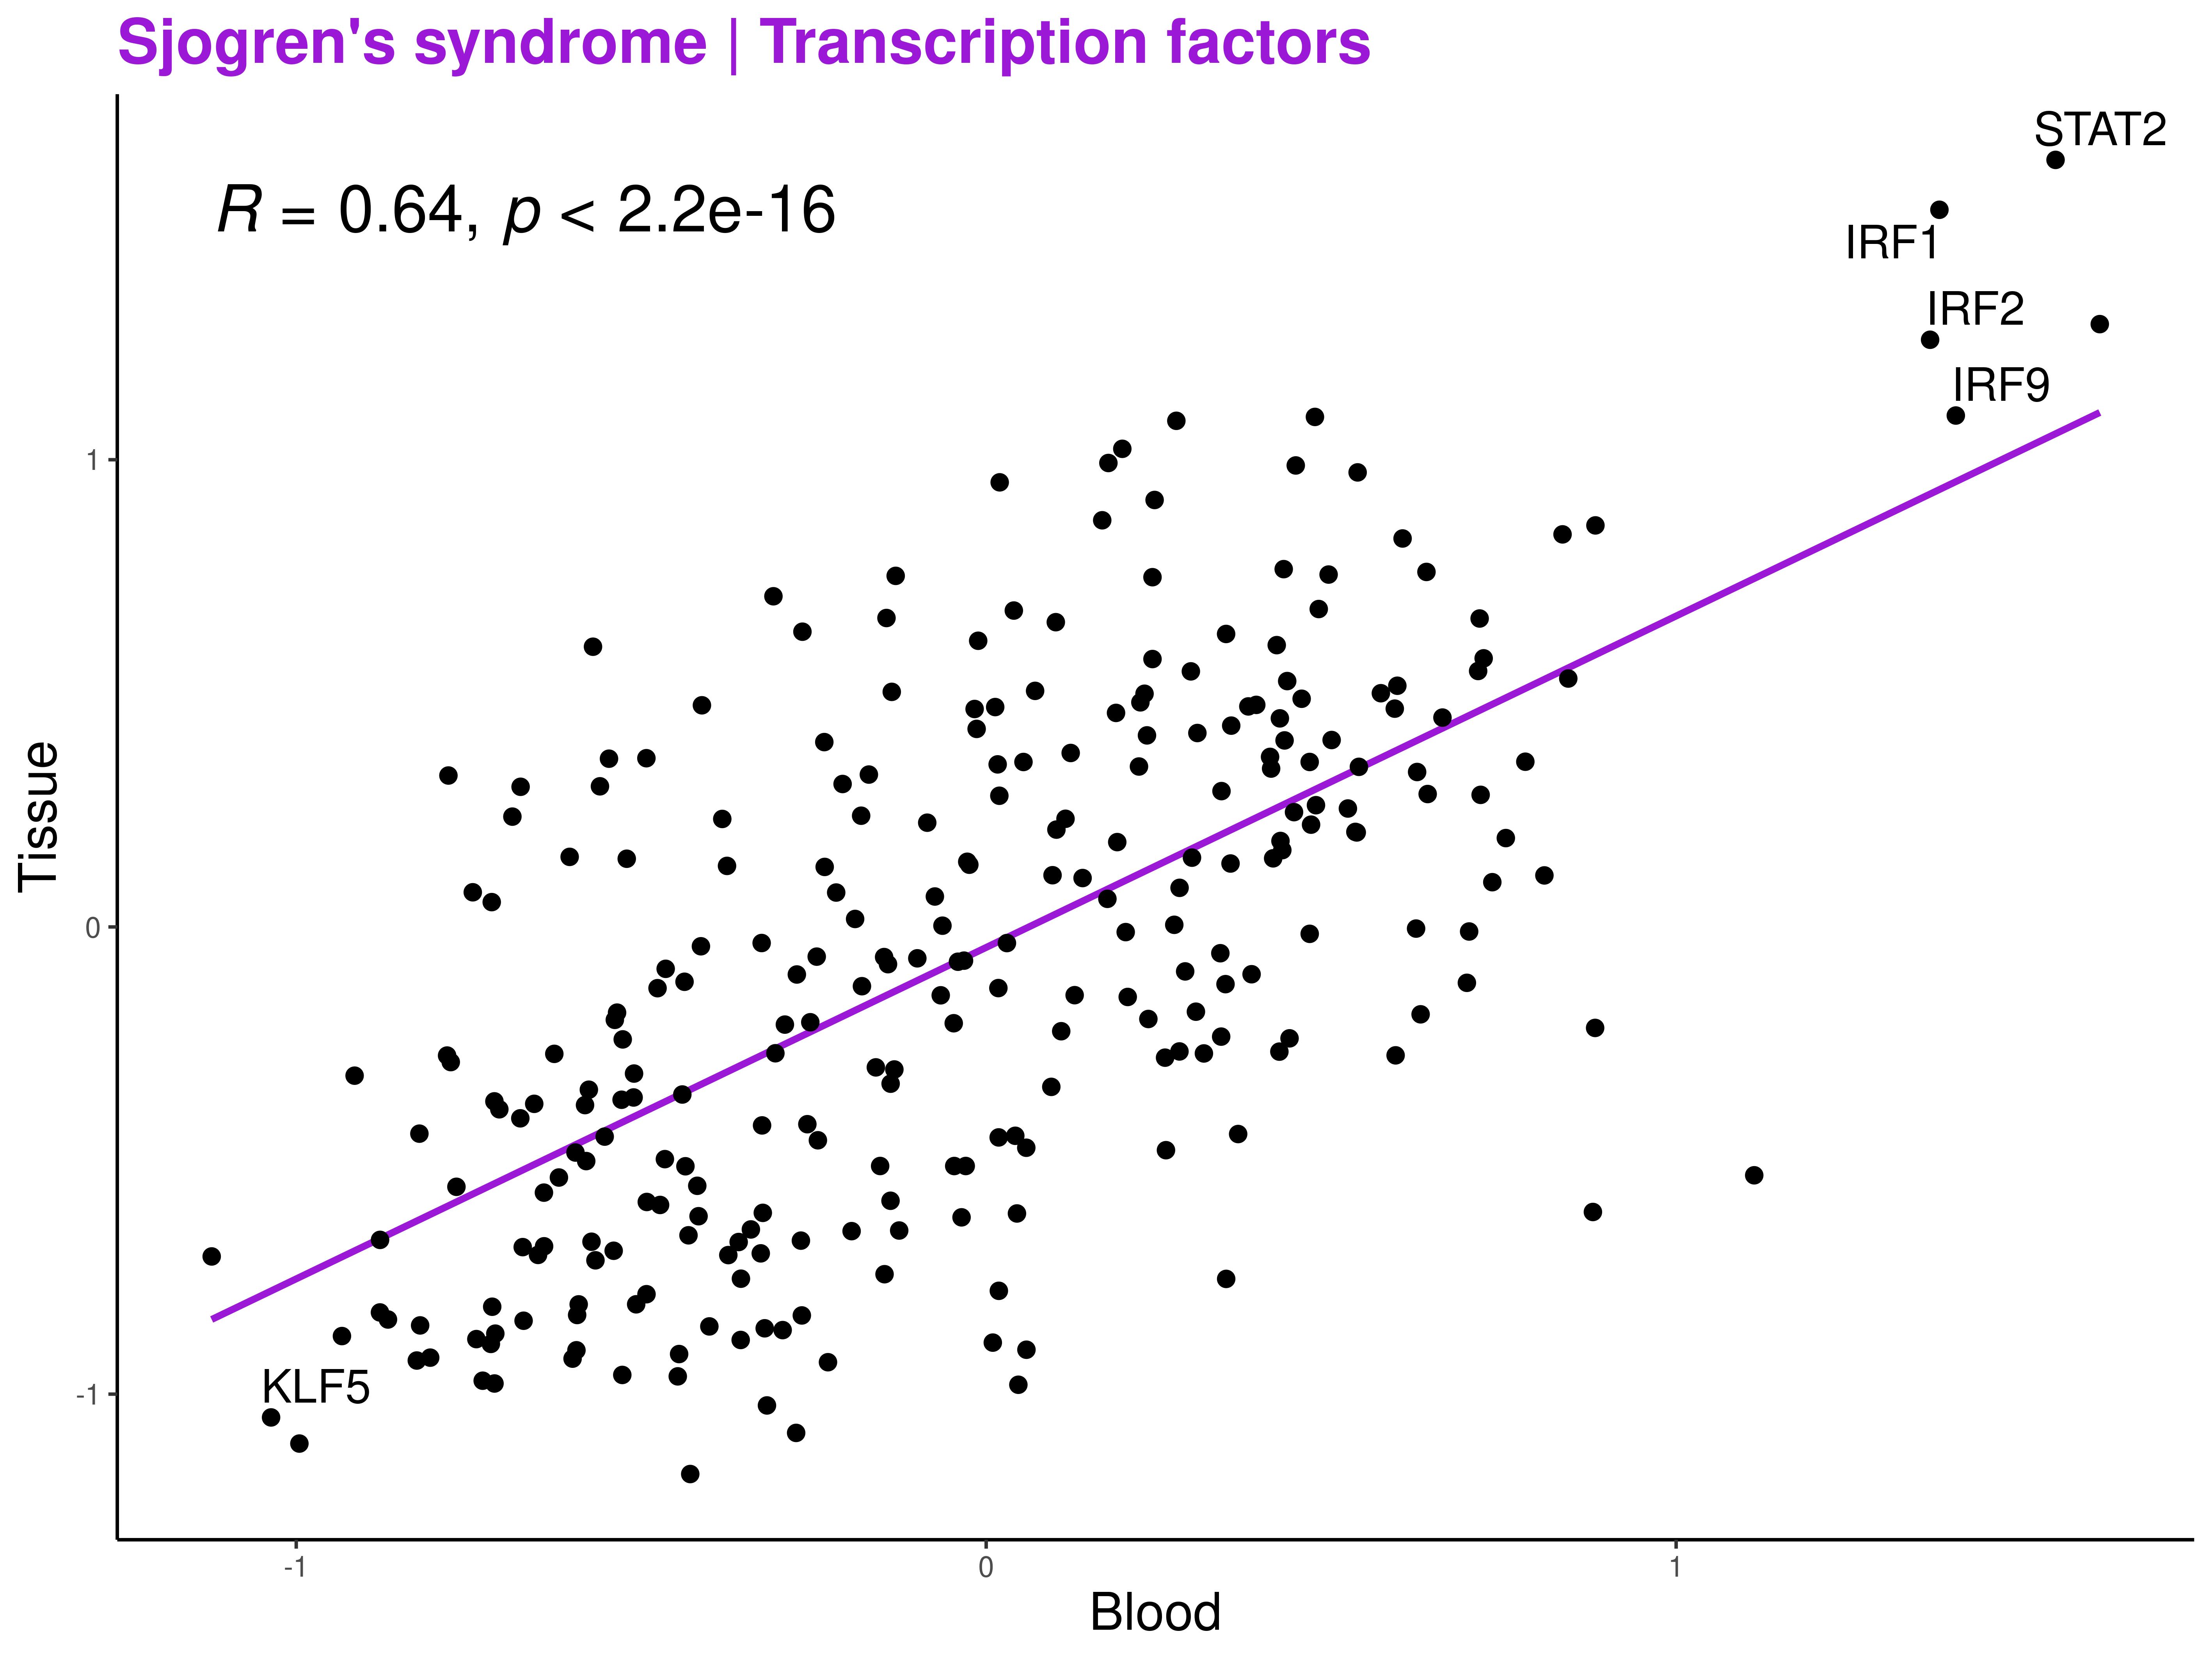 Sjogren's syndrome | Transcription factors
STAT2
R = 0.64, p < 2.2e-16
IRF1
IRF2
IRF9
1
Tissue
0
KLF5
-1
-1 0 1
Blood